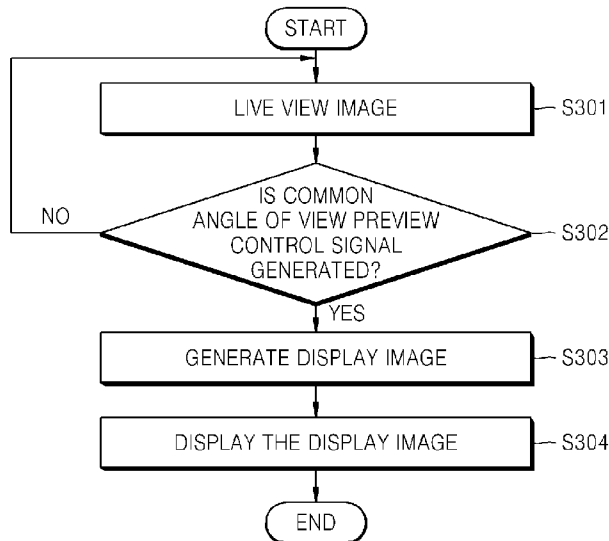 START
LIVE VIEW IMAGE
S301
IS COMMON
ANGLE OF VIEW PREVIEW
CONTROL SIGNAL
GENERATED?
S302
NO
YES
GENERATE DISPLAY IMAGE
S303
DISPLAY THE DISPLAY IMAGE
S304
END